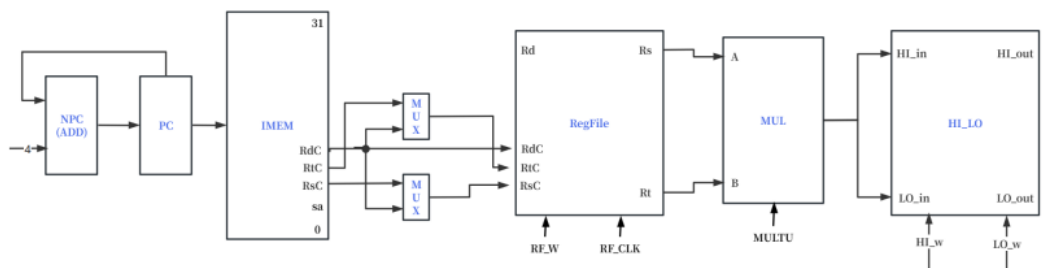 NPC
(ADD)
4
PC
31
IMEM
RdC
RtC
RsC
sa
0
M
U
X
M
U
X
Rd
Rs
RegFile
RdC
RtC
RsC
Rt
RF_W
RF_CLK
A
MUL
B
MULTU
HI_in
HI_out
HI_LO
LO_in
LO_out
HI_w
LO_w